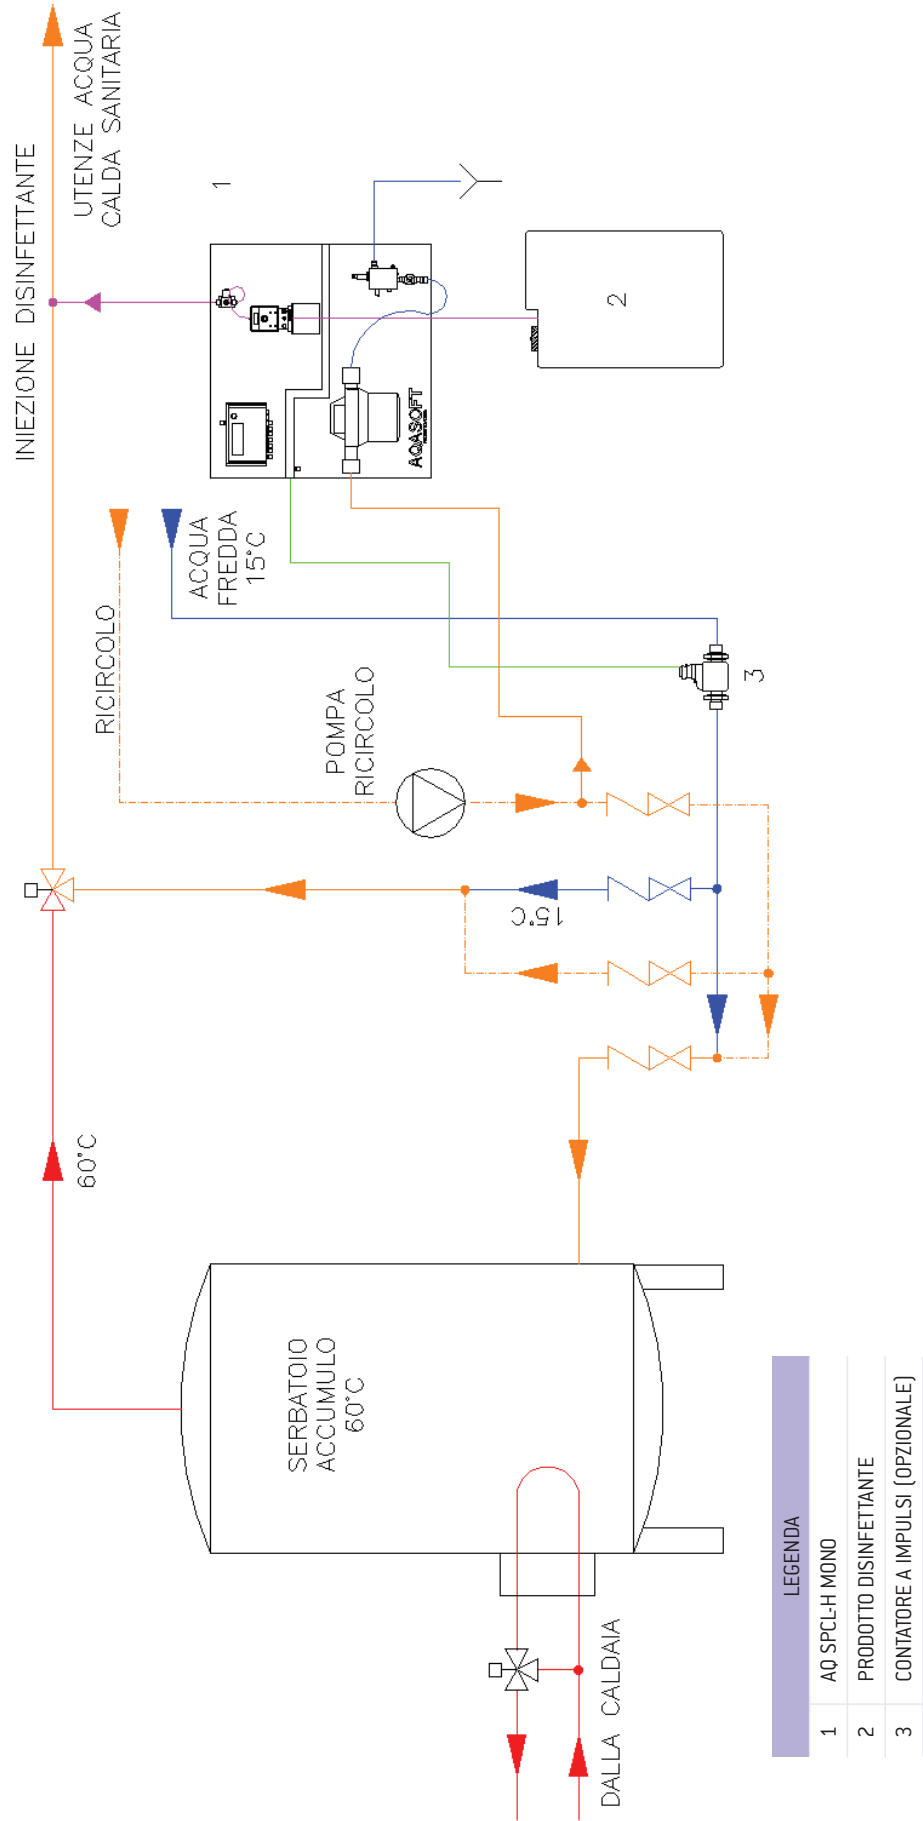 INIEZIONE DISINFETTANTE
UTENZE ACQUA
CALDA SANITARIA
60°C
RICIRCOLO
ACQUA
FREDDA
15°C
POMPA
RICIRCOLO
15°C
1
2
3
AQASOFT
SERBATOIO
ACCUMULO
60°C
DALLA CALDAIA
LEGENDA
1 AQ SPCL-H MONO
2 PRODOTTO DISINFETTANTE
3 CONTATORE A IMPULSI (OPZIONALE)